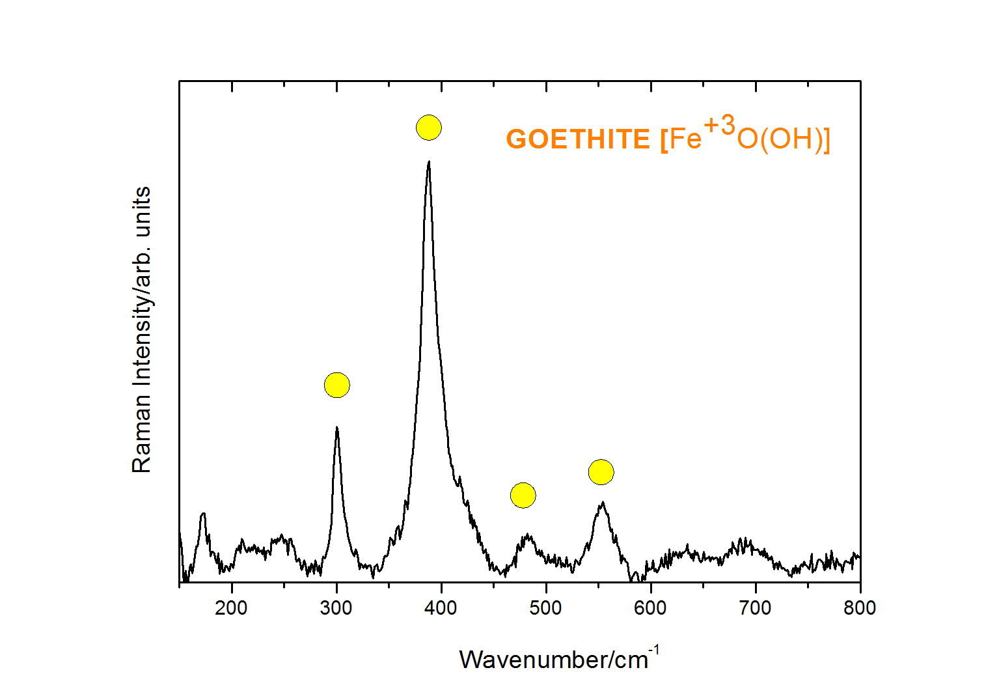 GOETHITE [Fe+3O(OH)]
Raman Intensity/arb. units
200 300 400 500 600 700 800
Wavenumber/cm-1